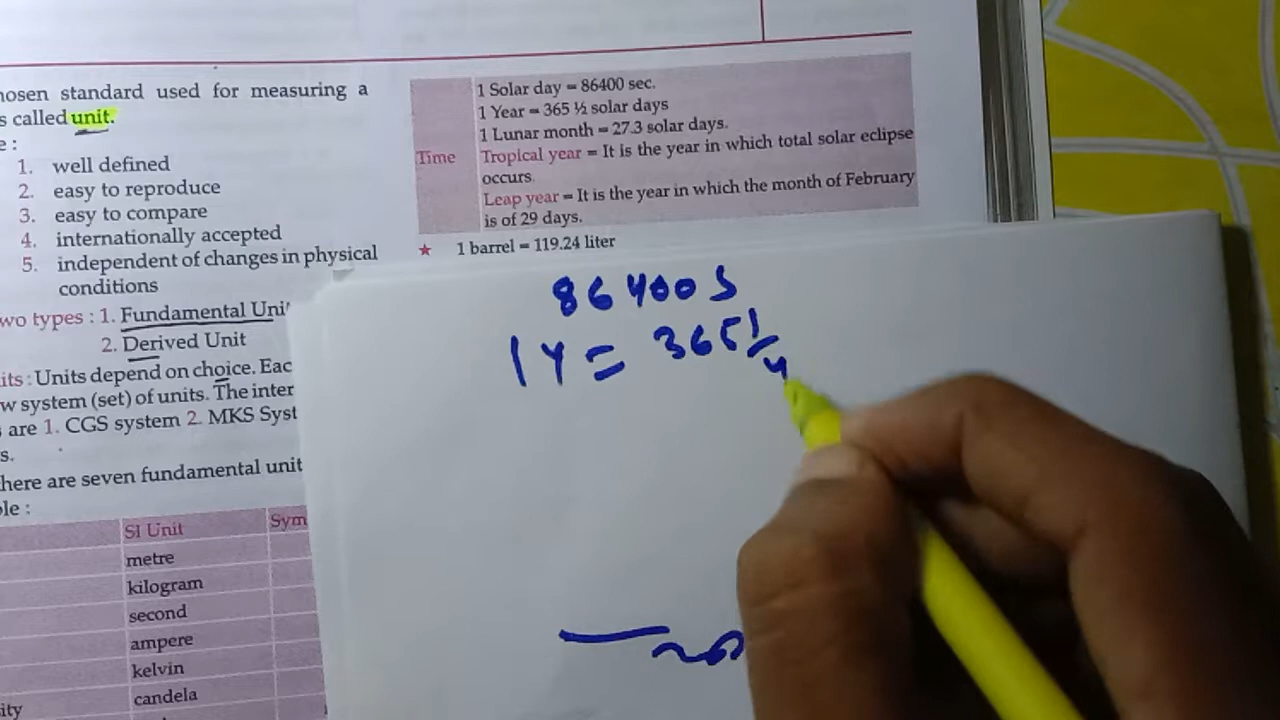 hosen standard used for measuring a
s called unit.
e :
1. well defined
2. easy to reproduce
3. easy to compare
4. internationally accepted
5. independent of changes in physical
conditions
wo types : 1. Fundamental Uni
2. Derived Unit
its : Units depend on choice. Eac
w system (set) of units. The inter
s are 1. CGS system 2. MKS Syst
s.
here are seven fundamental unit
ble :
SI Unit Sym
metre
kilogram
second
ampere
kelvin
ity candela
Time
1 Solar day = 86400 sec.
1 Year = 365 ½ solar days
1 Lunar month = 27.3 solar days.
Tropical year = It is the year in which total solar eclipse
occurs.
Leap year = It is the year in which the month of February
is of 29 days.
★ 1 barrel = 119.24 liter
86400 S
1 Y = 365 1/4